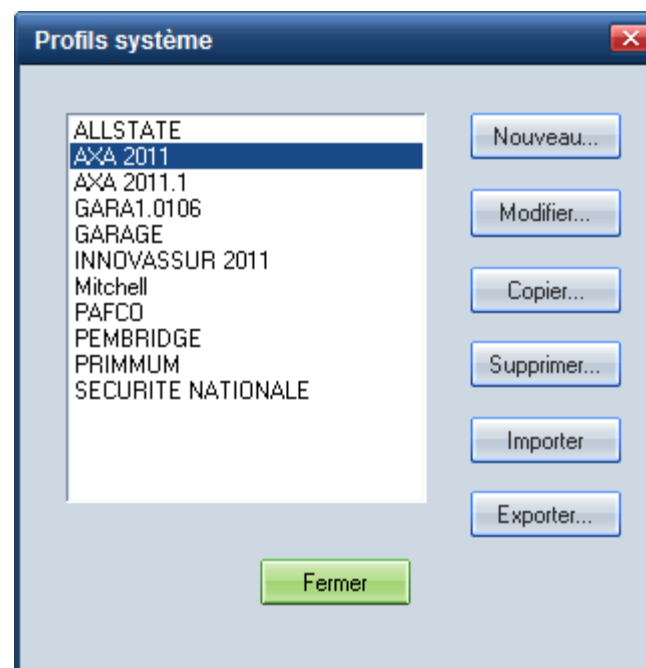 Profils système
ALLSTATE
AXA 2011
AXA 2011.1
GARA1.0106
GARAGE
INNOVASSUR 2011
Mitchell
PAFCO
PEMBRIDGE
PRIMMUM
SECURITE NATIONALE
Nouveau...
Modifier...
Copier...
Supprimer...
Importer
Exporter...
Fermer